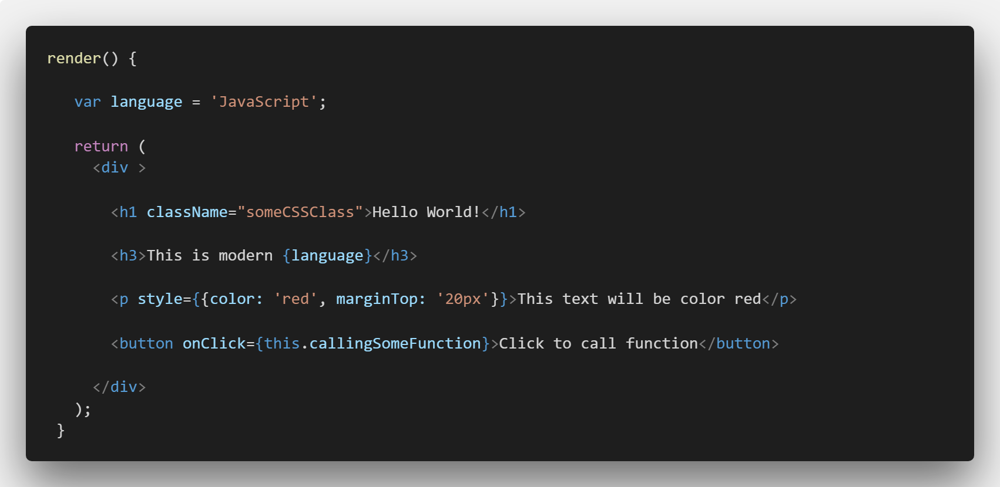 render() {
var language = 'JavaScript';
return (
<div >
<h1 className="someCSSClass">Hello World!</h1>
<h3>This is modern {language}</h3>
<p style={{color: 'red', marginTop: '20px'}}>This text will be color red</p>
<button onClick={this.callingSomeFunction}>Click to call function</button>
</div>
);
}